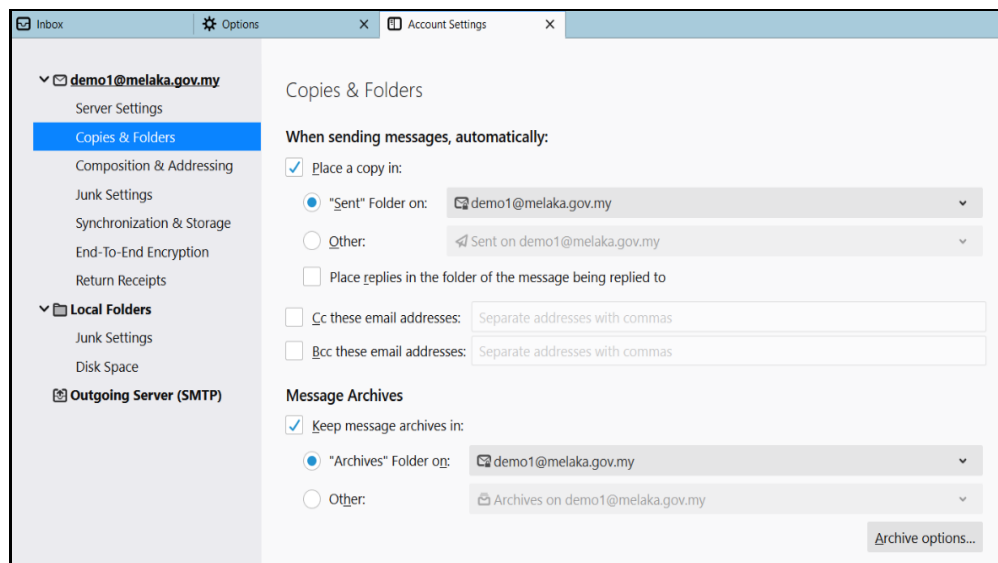 Inbox
Options
Account Settings
demo1@melaka.gov.my
Server Settings
Copies & Folders
Composition & Addressing
Junk Settings
Synchronization & Storage
End-To-End Encryption
Return Receipts
Local Folders
Junk Settings
Disk Space
Outgoing Server (SMTP)
Copies & Folders
When sending messages, automatically:
Place a copy in:
"Sent" Folder on: demo1@melaka.gov.my
Other: Sent on demo1@melaka.gov.my
Place replies in the folder of the message being replied to
Cc these email addresses: Separate addresses with commas
Bcc these email addresses: Separate addresses with commas
Message Archives
Keep message archives in:
"Archives" Folder on: demo1@melaka.gov.my
Other: Archives on demo1@melaka.gov.my
Archive options...